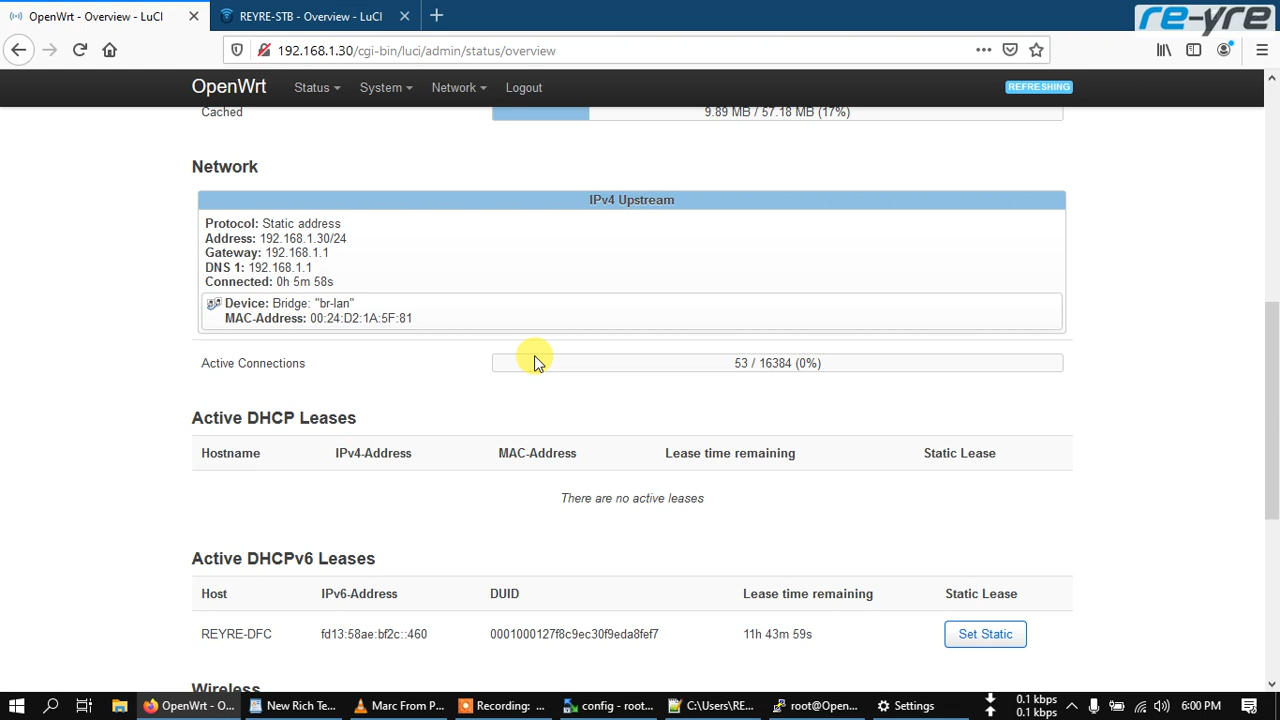 OpenWrt - Overview - LuCI
REYRE-STB - Overview - LuCI
re-yre
192.168.1.30/cgi-bin/luci/admin/status/overview
OpenWrt Status System Network Logout REFRESHING
Cached 9.89 MB / 57.18 MB (17%)
Network
IPv4 Upstream
Protocol: Static address
Address: 192.168.1.30/24
Gateway: 192.168.1.1
DNS 1: 192.168.1.1
Connected: 0h 5m 58s
Device: Bridge: "br-lan"
MAC-Address: 00:24:D2:1A:5F:81
Active Connections 53 / 16384 (0%)
Active DHCP Leases
Hostname IPv4-Address MAC-Address Lease time remaining Static Lease
There are no active leases
Active DHCPv6 Leases
Host IPv6-Address DUID Lease time remaining Static Lease
REYRE-DFC fd13:58ae:bf2c::460 0001000127f8c9ec30f9eda8fef7 11h 43m 59s Set Static
Wireless
OpenWrt - O... New Rich Te... Marc From P... Recording: ... config - root... C:\Users\RE... root@Open... Settings 0.1 kbps 0.1 kbps 6:00 PM